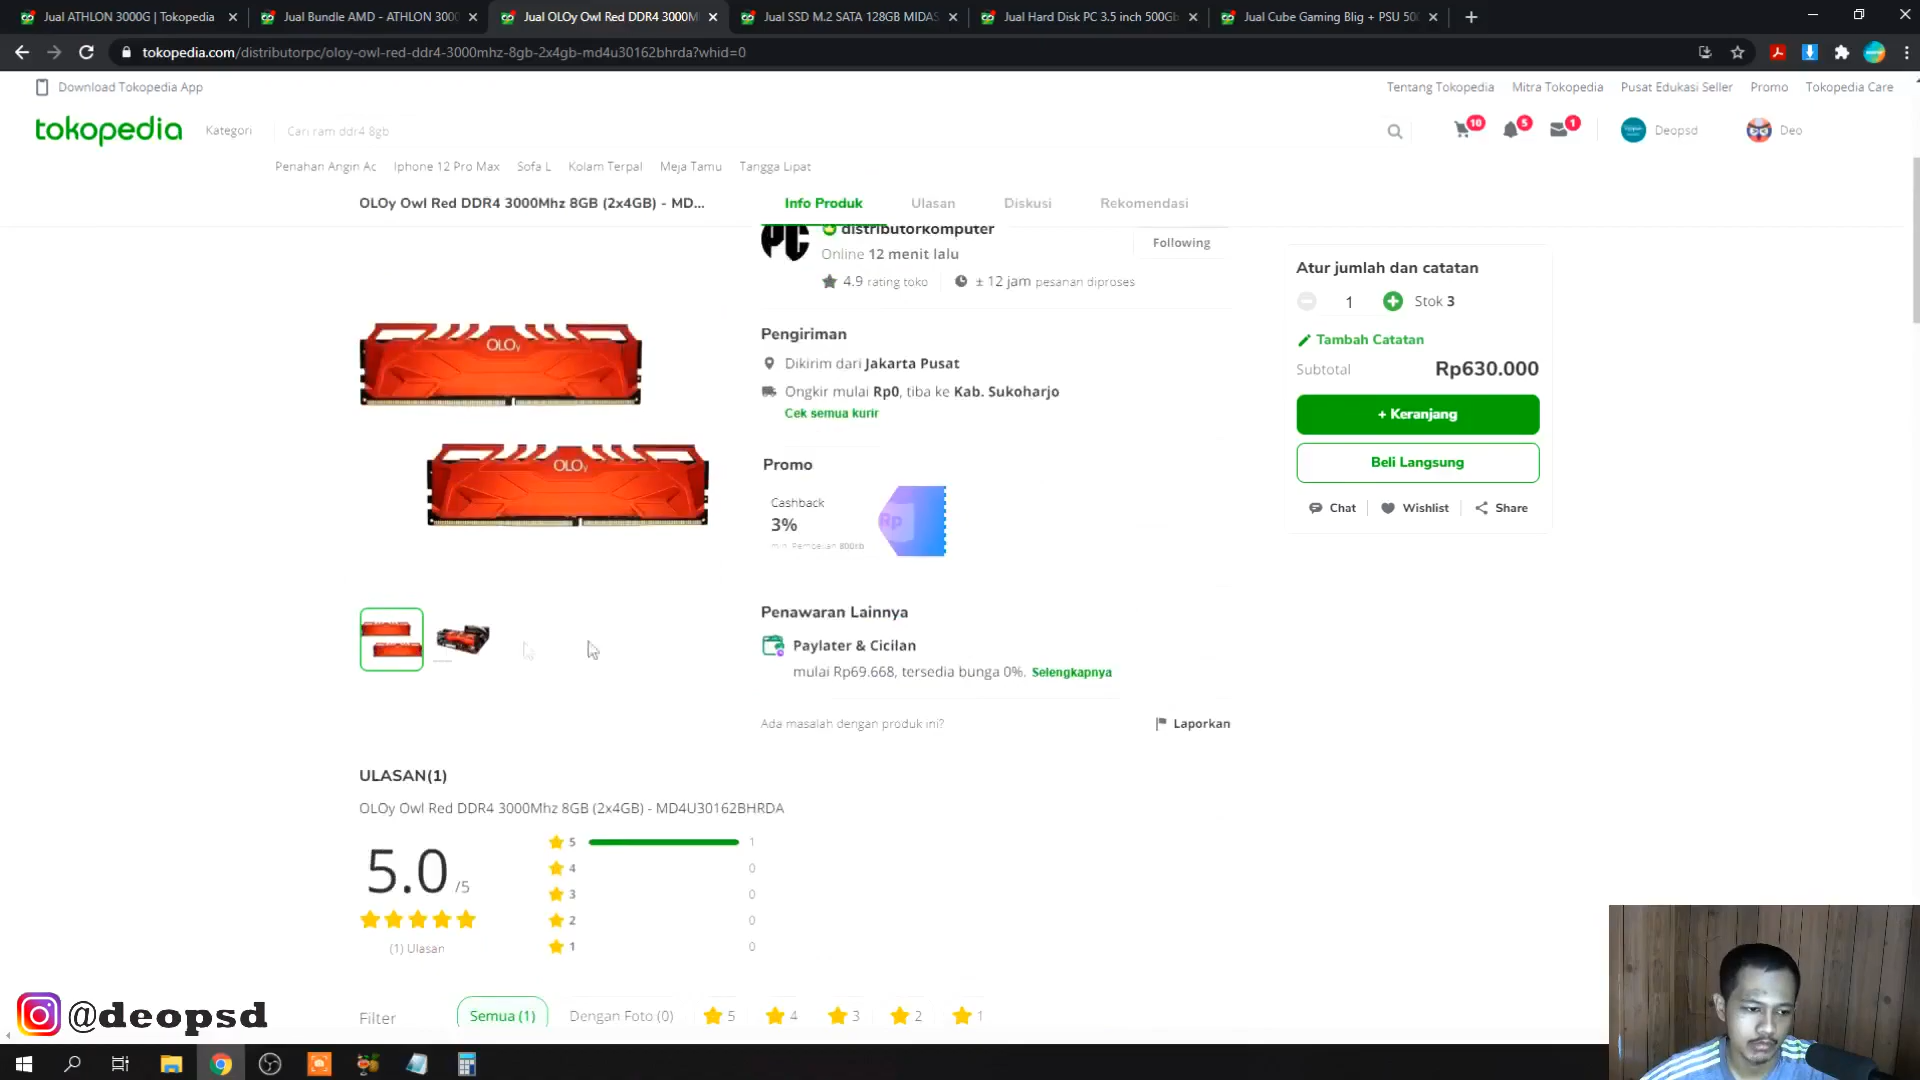 Jual ATHLON 3000G | Tokopedia
Jual Bundle AMD - ATHLON 3000
Jual OLOy Owl Red DDR4 3000M
Jual SSD M.2 SATA 128GB MIDAS
Jual Hard Disk PC 3.5 inch 500Gb
Jual Cube Gaming Blig + PSU 500
tokopedia.com/distributorpc/oloy-owl-red-ddr4-3000mhz-8gb-2x4gb-md4u30162bhrda?whid=0
Download Tokopedia App
Tentang Tokopedia Mitra Tokopedia Pusat Edukasi Seller Promo Tokopedia Care
tokopedia Kategori Cari ram ddr4 8gb 10 5 1 Deopsd Deo
Penahan Angin Ac Iphone 12 Pro Max Sofa L Kolam Terpal Meja Tamu Tangga Lipat
OLOy Owl Red DDR4 3000Mhz 8GB (2x4GB) - MD... Info Produk Ulasan Diskusi Rekomendasi
PC distributorkomputer
Following
Online 12 menit lalu
4.9 rating toko ± 12 jam pesanan diproses
Atur jumlah dan catatan
1 Stok 3
Tambah Catatan
Subtotal Rp630.000
+ Keranjang
Beli Langsung
Chat Wishlist Share
OLOy
OLOy
Pengiriman
Dikirim dari Jakarta Pusat
Ongkir mulai Rp0, tiba ke Kab. Sukoharjo
Cek semua kurir
Promo
Cashback
3%
min. Pembelian 800rb
Rp
Penawaran Lainnya
Paylater & Cicilan
mulai Rp69.668, tersedia bunga 0%. Selengkapnya
Ada masalah dengan produk ini? Laporkan
ULASAN(1)
OLOy Owl Red DDR4 3000Mhz 8GB (2x4GB) - MD4U30162BHRDA
5.0 /5
(1) Ulasan
5 1
4 0
3 0
2 0
1 0
Filter Semua (1) Dengan Foto (0) 5 4 3 2 1
@deopsd